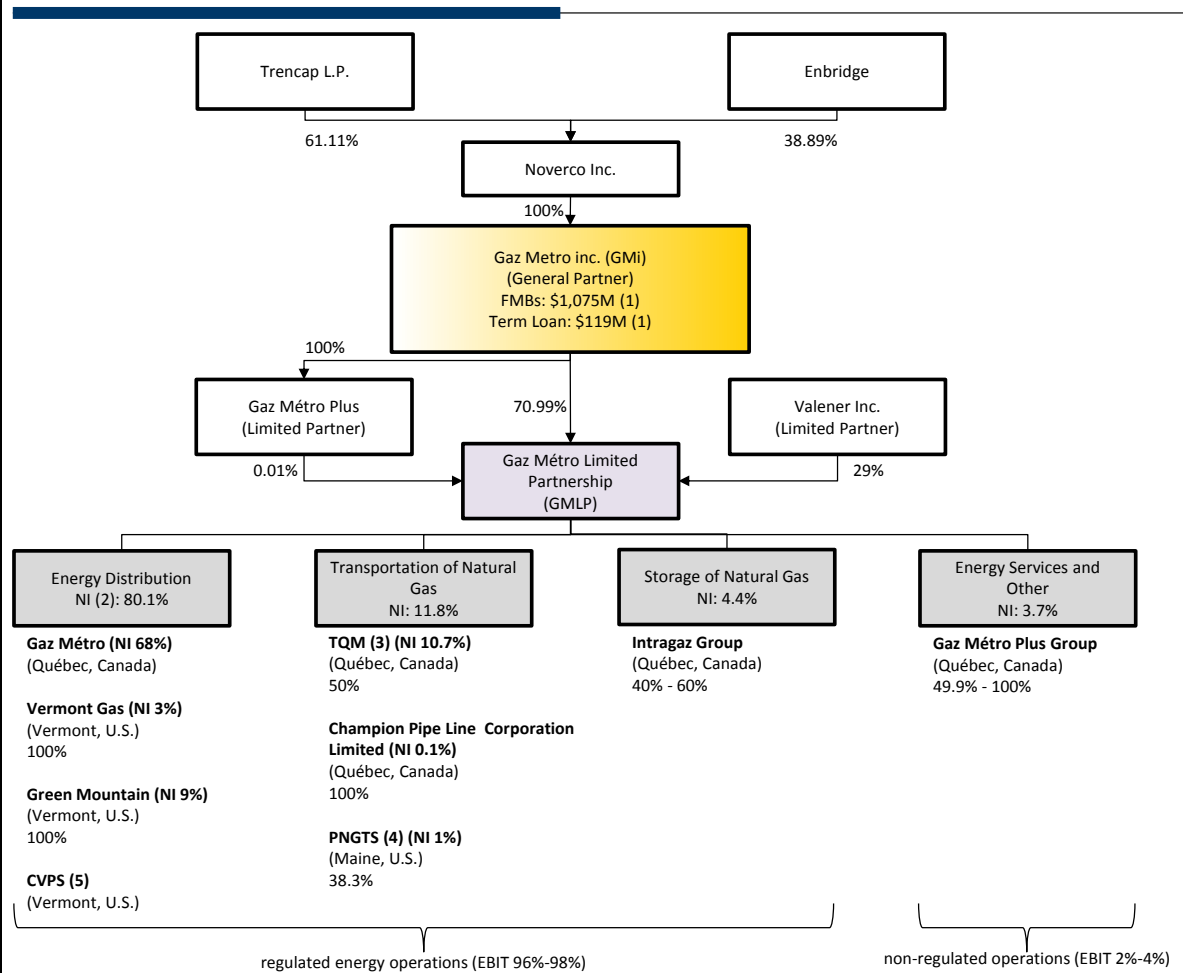 Trencap L.P.
Enbridge
61.11%
38.89%
Noverco Inc.
100%
Gaz Metro inc. (GMi)
(General Partner)
FMBs: $1,075M (1)
Term Loan: $119M (1)
100%
Gaz Métro Plus
(Limited Partner)
70.99%
Valener Inc.
(Limited Partner)
0.01%
Gaz Métro Limited
Partnership
(GMLP)
29%
Energy Distribution
NI (2): 80.1%
Transportation of Natural
Gas
NI: 11.8%
Storage of Natural Gas
NI: 4.4%
Energy Services and
Other
NI: 3.7%
Gaz Métro (NI 68%)
(Québec, Canada)
Vermont Gas (NI 3%)
(Vermont, U.S.)
100%
Green Mountain (NI 9%)
(Vermont, U.S.)
100%
CVPS (5)
(Vermont, U.S.)
TQM (3) (NI 10.7%)
(Québec, Canada)
50%
Champion Pipe Line Corporation
Limited (NI 0.1%)
(Québec, Canada)
100%
PNGTS (4) (NI 1%)
(Maine, U.S.)
38.3%
Intragaz Group
(Québec, Canada)
40% - 60%
Gaz Métro Plus Group
(Québec, Canada)
49.9% - 100%
regulated energy operations (EBIT 96%-98%)
non-regulated operations (EBIT 2%-4%)